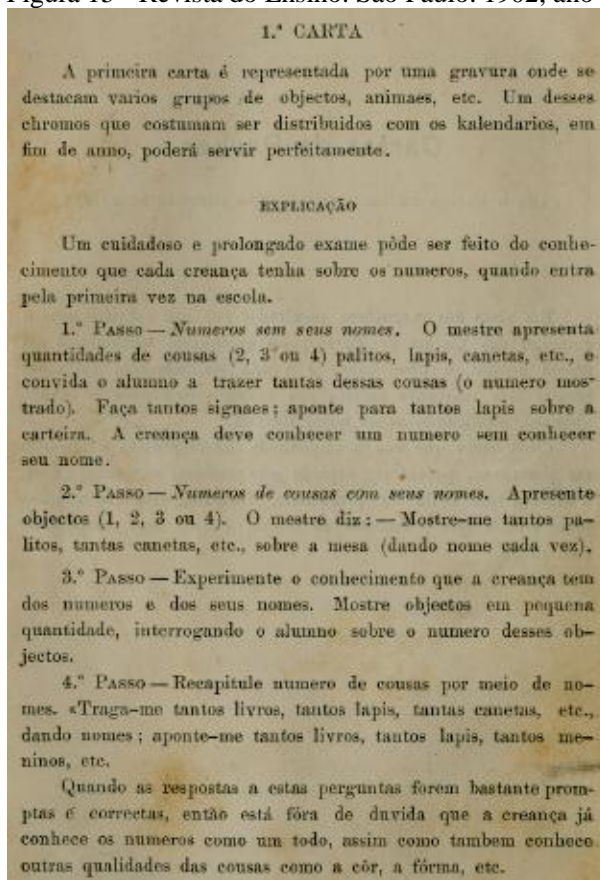 Figura 13 - Revista do Ensino. São Paulo. 1902, ano
1.ª CARTA
A primeira carta é representada por uma gravura onde se
destacam varios grupos de objectos, animaes, etc. Um desses
chromos que costumam ser distribuidos com os kalendarios, em
fim de anno, poderá servir perfeitamente.
EXPLICAÇÃO
Um cuidadoso e prolongado exame póde ser feito do conhe-
cimento que cada creança tenha sobre os numeros, quando entra
pela primeira vez na escola.
1.º PASSO — Numeros sem seus nomes. O mestre apresenta
quantidades de cousas (2, 3 ou 4) palitos, lapis, canetas, etc., e
convida o alumno a trazer tantas dessas cousas (o numero mos-
trado). Faça tantos signaes; aponte para tantos lapis sobre a
carteira. A creança deve conhecer um numero sem conhecer
seu nome.
2.º PASSO — Numeros de cousas com seus nomes. Apresente
objectos (1, 2, 3 ou 4). O mestre diz: — Mostre-me tantos pa-
litos, tantas canetas, etc., sobre a mesa (dando nome cada vez).
3.º PASSO — Experimente o conhecimento que a creança tem
dos numeros e dos seus nomes. Mostre objectos em pequena
quantidade, interrogando o alumno sobre o numero desses ob-
jectos.
4.º PASSO — Recapitule numero de cousas por meio de no-
mes. «Traga-me tantos livros, tantos lapis, tantas canetas, etc.,
dando nomes; aponte-me tantos livros, tantos lapis, tantos me-
ninos, etc.
Quando as respostas a estas perguntas forem bastante prom-
ptas é correctas, então está fóra de duvida que a creança já
conhece os numeros como um todo, assim como tambem conhece
outras qualidades das cousas como a côr, a fórma, etc.